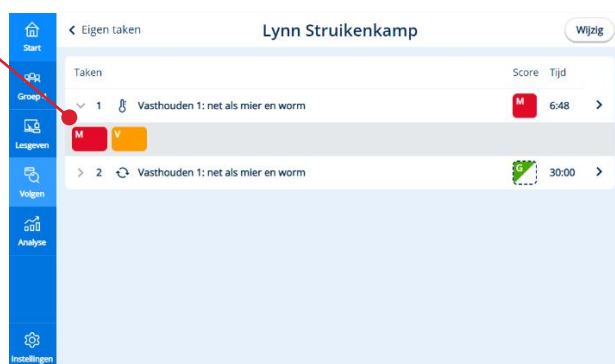 Start
Groep 4
Lesgeven
Volgen
Analyse
Instellingen
Eigen taken
Lynn Struikenkamp
Wijzig
Taken Score Tijd
1 Vasthouden 1: net als mier en worm M 6:48
M V
2 Vasthouden 1: net als mier en worm G 30:00